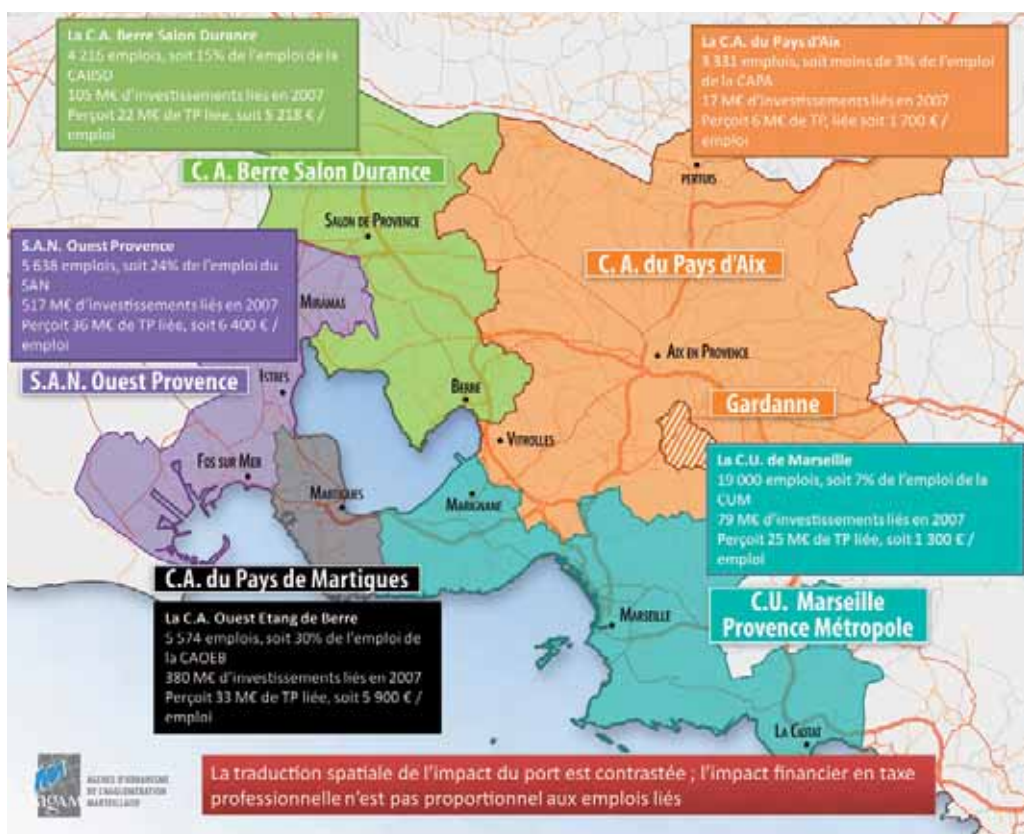 La C.A. Berre Salon Durance
4 216 emplois, soit 15% de l'emploi de la
CABSD
105 M€ d'investissements liés en 2007
Perçoit 22 M€ de TP liée, soit 5 218 € /
emploi
La C.A. du Pays d'Aix
3 331 emplois, soit moins de 3% de l'emploi
de la CAPA
17 M€ d'investissements liés en 2007
Perçoit 6 M€ de TP, liée soit 1 700 € /
emploi
C. A. Berre Salon Durance
PERTUIS
SALON DE PROVENCE
S.A.N. Ouest Provence
5 638 emplois, soit 24% de l'emploi du
SAN
517 M€ d'investissements liés en 2007
Perçoit 36 M€ de TP liée, soit 6 400 € /
emploi
C. A. du Pays d'Aix
MIRAMAS
AIX EN PROVENCE
S.A.N. Ouest Provence
ISTRES
BERRE
Gardanne
VITROLLES
FOS SUR MER
MARTIGUES
MARIGNANE
La C.U. de Marseille
19 000 emplois, soit 7% de l'emploi de la
CUM
79 M€ d'investissements liés en 2007
Perçoit 25 M€ de TP liée, soit 1 300 € /
emploi
C.A. du Pays de Martigues
La C.A. Ouest Etang de Berre
5 574 emplois, soit 30% de l'emploi de
la CAOEB
380 M€ d'investissements liés en 2007
Perçoit 33 M€ de TP liée, soit 5 900 € /
emploi
MARSEILLE
C.U. Marseille
Provence Métropole
LA CIOTAT
agAM
AGENCE D'URBANISME
DE L'AGGLOMÉRATION
MARSEILLAISE
La traduction spatiale de l'impact du port est contrastée ; l'impact financier en taxe
professionnelle n'est pas proportionnel aux emplois liés